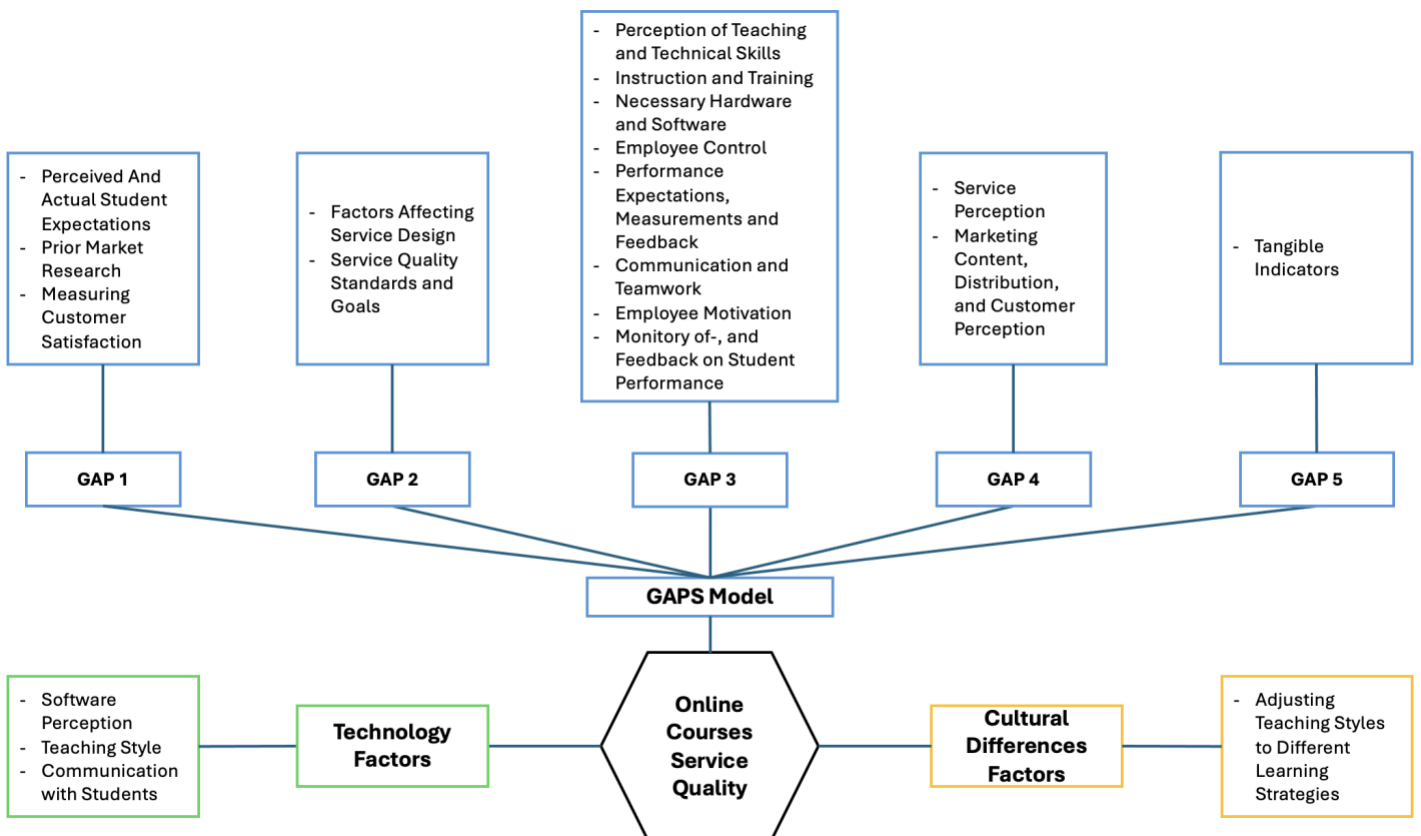 - Perceived And
Actual Student
Expectations
- Prior Market
Research
- Measuring
Customer
Satisfaction
- Factors Affecting
Service Design
- Service Quality
Standards and
Goals
- Perception of Teaching
and Technical Skills
- Instruction and Training
- Necessary Hardware
and Software
- Employee Control
- Performance
Expectations,
Measurements and
Feedback
- Communication and
Teamwork
- Employee Motivation
- Monitory of-, and
Feedback on Student
Performance
- Service
Perception
- Marketing
Content,
Distribution,
and Customer
Perception
- Tangible
Indicators
GAP 1
GAP 2
GAP 3
GAP 4
GAP 5
GAPS Model
- Software
Perception
- Teaching Style
- Communication
with Students
Technology
Factors
Online
Courses
Service
Quality
Cultural
Differences
Factors
- Adjusting
Teaching Styles
to Different
Learning
Strategies